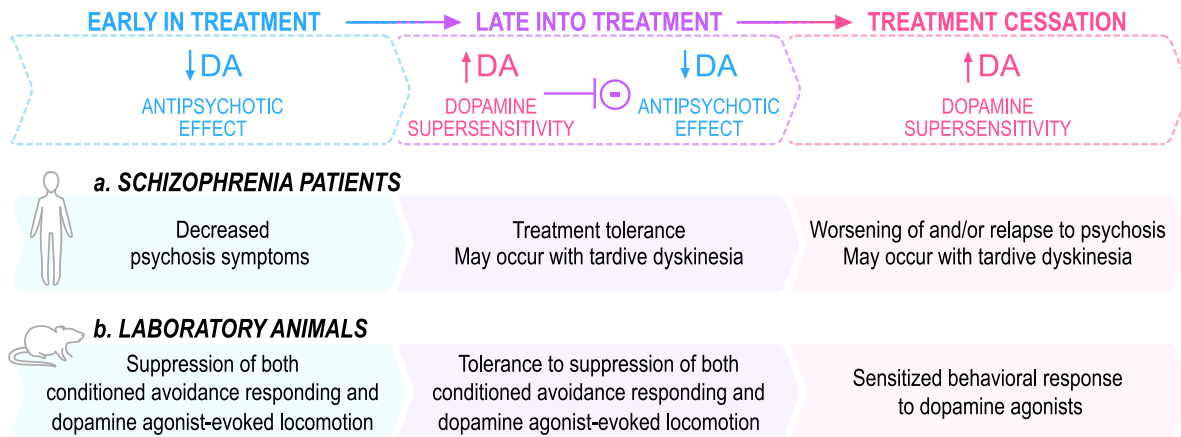 EARLY IN TREATMENT
LATE INTO TREATMENT
TREATMENT CESSATION
↓DA
ANTIPSYCHOTIC
EFFECT
↑DA
DOPAMINE
SUPERSENSITIVITY
-
↓DA
ANTIPSYCHOTIC
EFFECT
↑DA
DOPAMINE
SUPERSENSITIVITY
a. SCHIZOPHRENIA PATIENTS
Decreased
psychosis symptoms
Treatment tolerance
May occur with tardive dyskinesia
Worsening of and/or relapse to psychosis
May occur with tardive dyskinesia
b. LABORATORY ANIMALS
Suppression of both
conditioned avoidance responding and
dopamine agonist-evoked locomotion
Tolerance to suppression of both
conditioned avoidance responding and
dopamine agonist-evoked locomotion
Sensitized behavioral response
to dopamine agonists